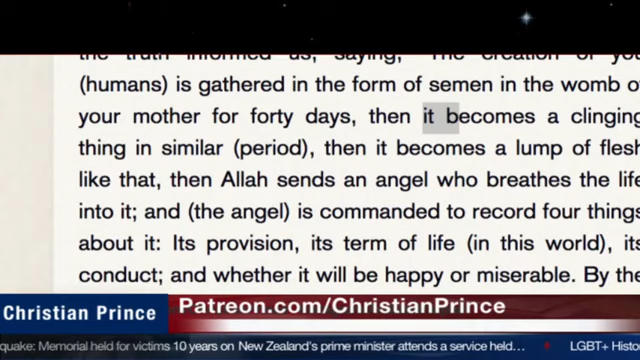 the truth informed us, saying, "The creation of you
(humans) is gathered in the form of semen in the womb of
your mother for forty days, then it becomes a clinging
thing in similar (period), then it becomes a lump of flesh
like that, then Allah sends an angel who breathes the life
into it; and (the angel) is commanded to record four things
about it: Its provision, its term of life (in this world), its
conduct; and whether it will be happy or miserable. By the
Christian Prince
Patreon.com/ChristianPrince
quake: Memorial held for victims 10 years on New Zealand's prime minister attends a service held... LGBT+ Histo